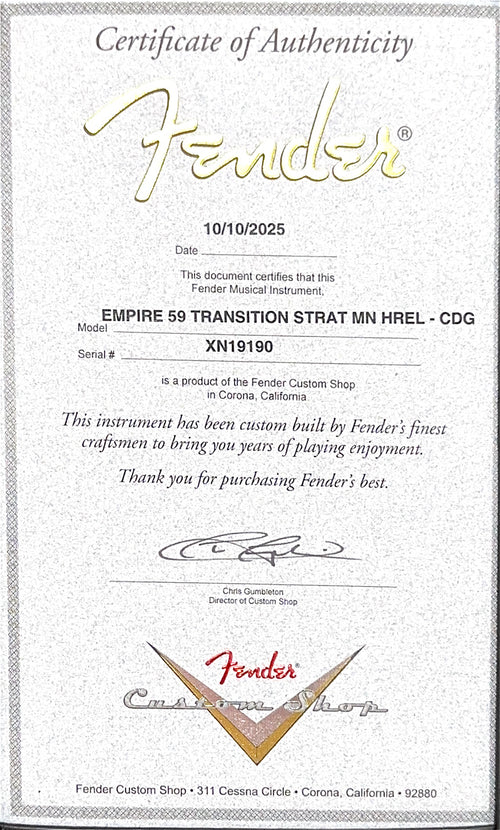 Certificate of Authenticity
Fender®
10/10/2025
Date
This document certifies that this
Fender Musical Instrument,
EMPIRE 59 TRANSITION STRAT MN HREL - CDG
Model
XN19190
Serial #
is a product of the Fender Custom Shop
in Corona, California
This instrument has been custom built by Fender's finest
craftsmen to bring you years of playing enjoyment.
Thank you for purchasing Fender's best.
Chris Gumbleton
Director of Custom Shop
Fender®
Custom Shop
Fender Custom Shop • 311 Cessna Circle • Corona, California • 92880